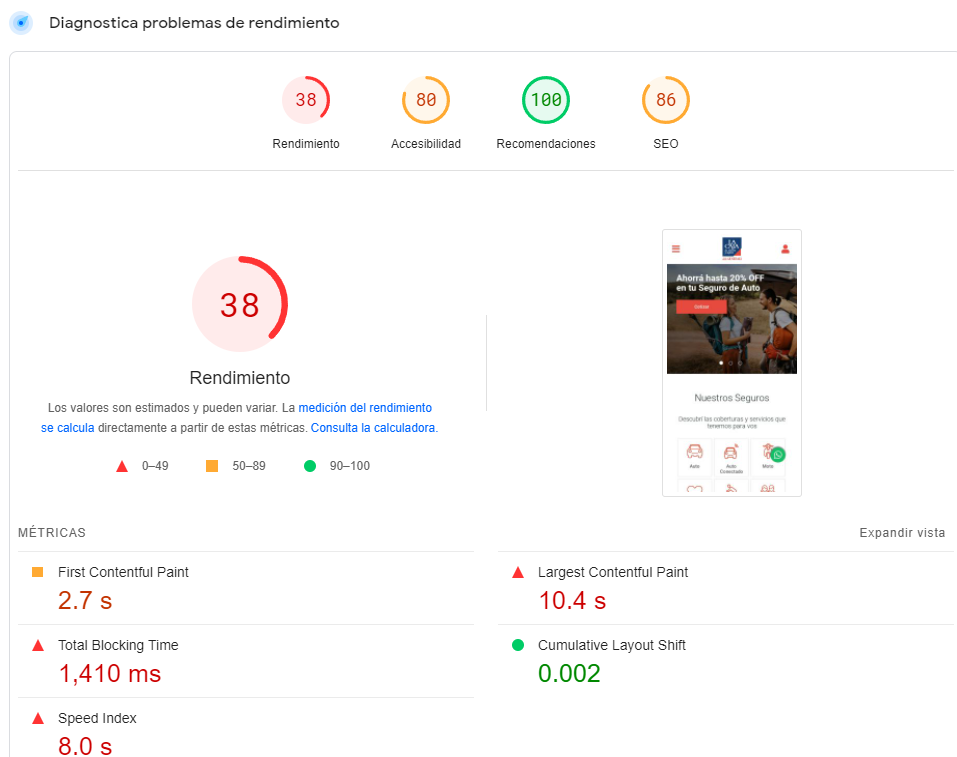 Diagnostica problemas de rendimiento
38
80
100
86
Rendimiento
Accesibilidad
Recomendaciones
SEO
38
Rendimiento
Los valores son estimados y pueden variar. La medición del rendimiento
se calcula directamente a partir de estas métricas. Consulta la calculadora.
0–49
50–89
90–100
LA
CAJA
Ahorrá hasta 20% OFF
en tu Seguro de Auto
Cotizar
Nuestros Seguros
Descubrí las coberturas y servicios que
tenemos para vos
Auto
Auto
Conectado
Moto
MÉTRICAS
Expandir vista
First Contentful Paint
2.7 s
Largest Contentful Paint
10.4 s
Total Blocking Time
1,410 ms
Cumulative Layout Shift
0.002
Speed Index
8.0 s